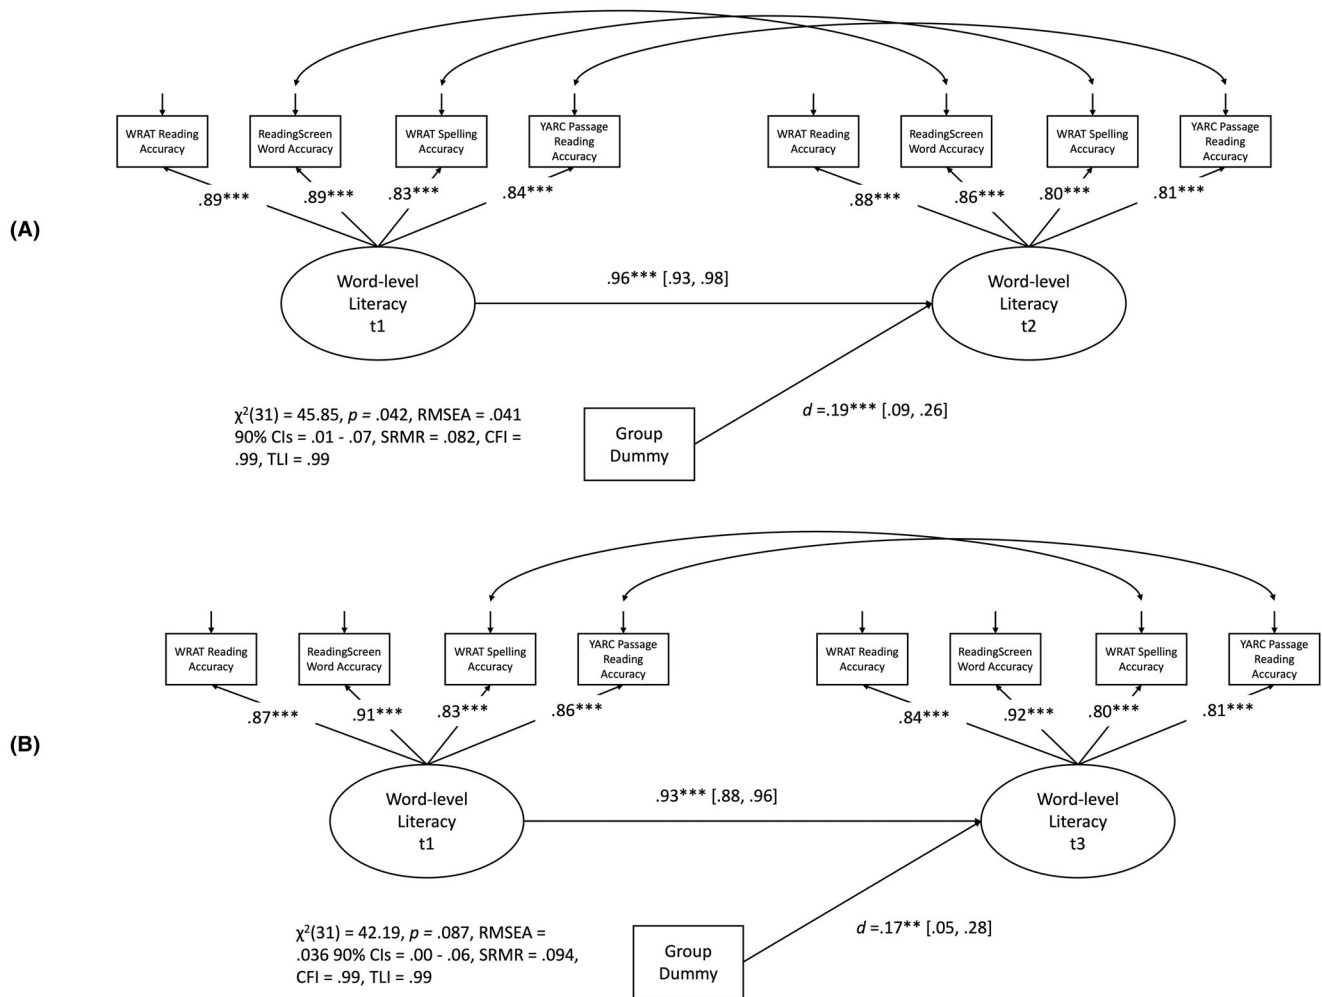 WRAT Reading
Accuracy
ReadingScreen
Word Accuracy
WRAT Spelling
Accuracy
YARC Passage
Reading
Accuracy
WRAT Reading
Accuracy
ReadingScreen
Word Accuracy
WRAT Spelling
Accuracy
YARC Passage
Reading
Accuracy
.89***
.89***
.83***
.84***
.88***
.86***
.80***
.81***
(A)
Word-level
Literacy
t1
.96*** [.93, .98]
Word-level
Literacy
t2
χ²(31) = 45.85, p = .042, RMSEA = .041
90% CIs = .01 - .07, SRMR = .082, CFI =
.99, TLI = .99
Group
Dummy
d =.19*** [.09, .26]
WRAT Reading
Accuracy
ReadingScreen
Word Accuracy
WRAT Spelling
Accuracy
YARC Passage
Reading
Accuracy
WRAT Reading
Accuracy
ReadingScreen
Word Accuracy
WRAT Spelling
Accuracy
YARC Passage
Reading
Accuracy
.87***
.91***
.83***
.86***
.84***
.92***
.80***
.81***
(B)
Word-level
Literacy
t1
.93*** [.88, .96]
Word-level
Literacy
t3
χ²(31) = 42.19, p = .087, RMSEA =
.036 90% CIs = .00 - .06, SRMR = .094,
CFI = .99, TLI = .99
Group
Dummy
d =.17** [.05, .28]